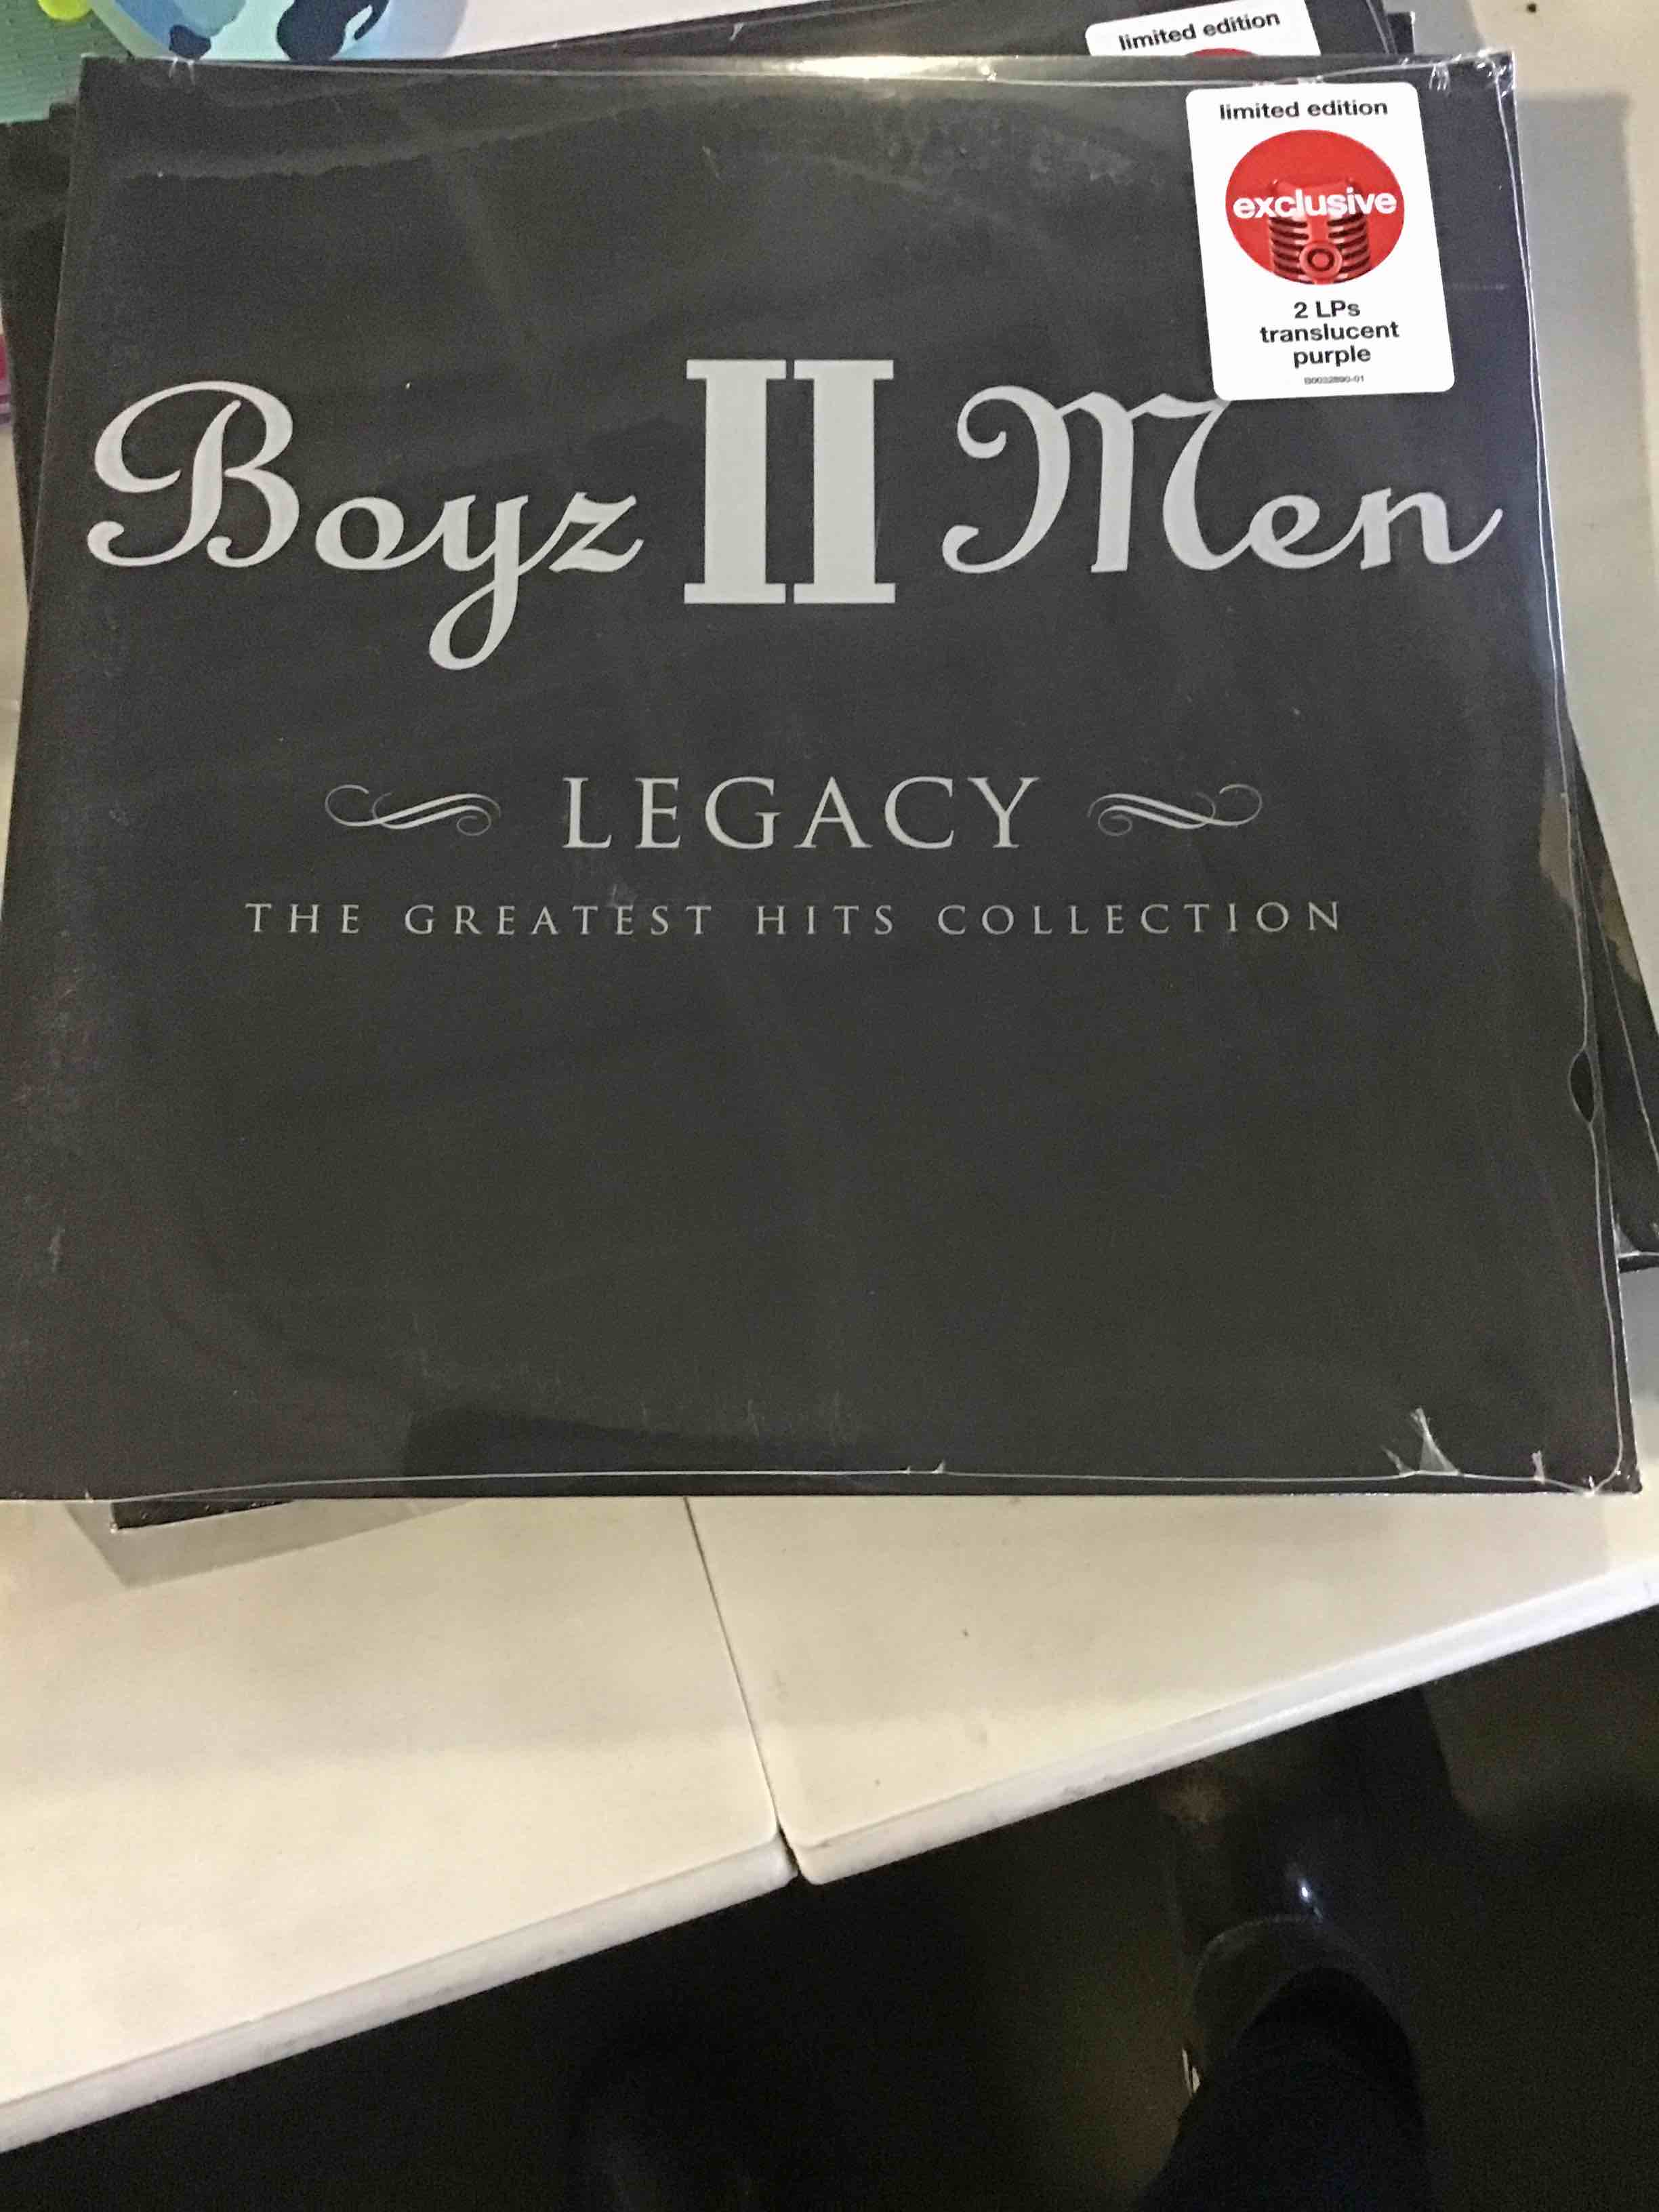 limited edition
limited edition
exclusive
2 LPs
translucent
purple
Boyz II Men
LEGACY
THE GREATEST HITS COLLECTION